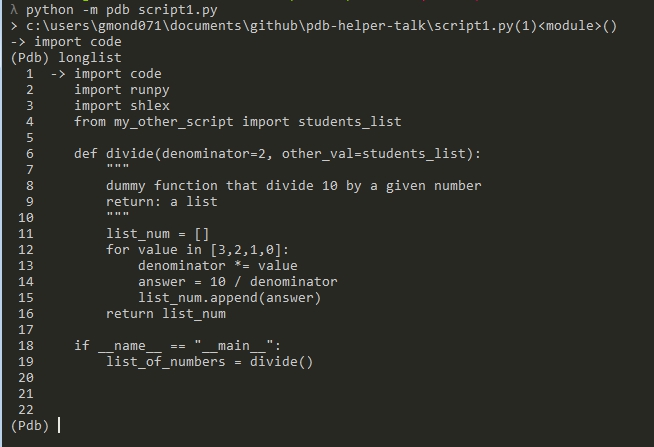 λ python -m pdb script1.py
> c:\users\gmond071\documents\github\pdb-helper-talk\script1.py(1)<module>()
-> import code
(Pdb) longlist
  1  -> import code
  2     import runpy
  3     import shlex
  4     from my_other_script import students_list
  5
  6     def divide(denominator=2, other_val=students_list):
  7         """
  8         dummy function that divide 10 by a given number
  9         return: a list
 10         """
 11         list_num = []
 12         for value in [3,2,1,0]:
 13             denominator *= value
 14             answer = 10 / denominator
 15             list_num.append(answer)
 16         return list_num
 17
 18     if __name__ == "__main__":
 19         list_of_numbers = divide()
 20
 21
 22
(Pdb)